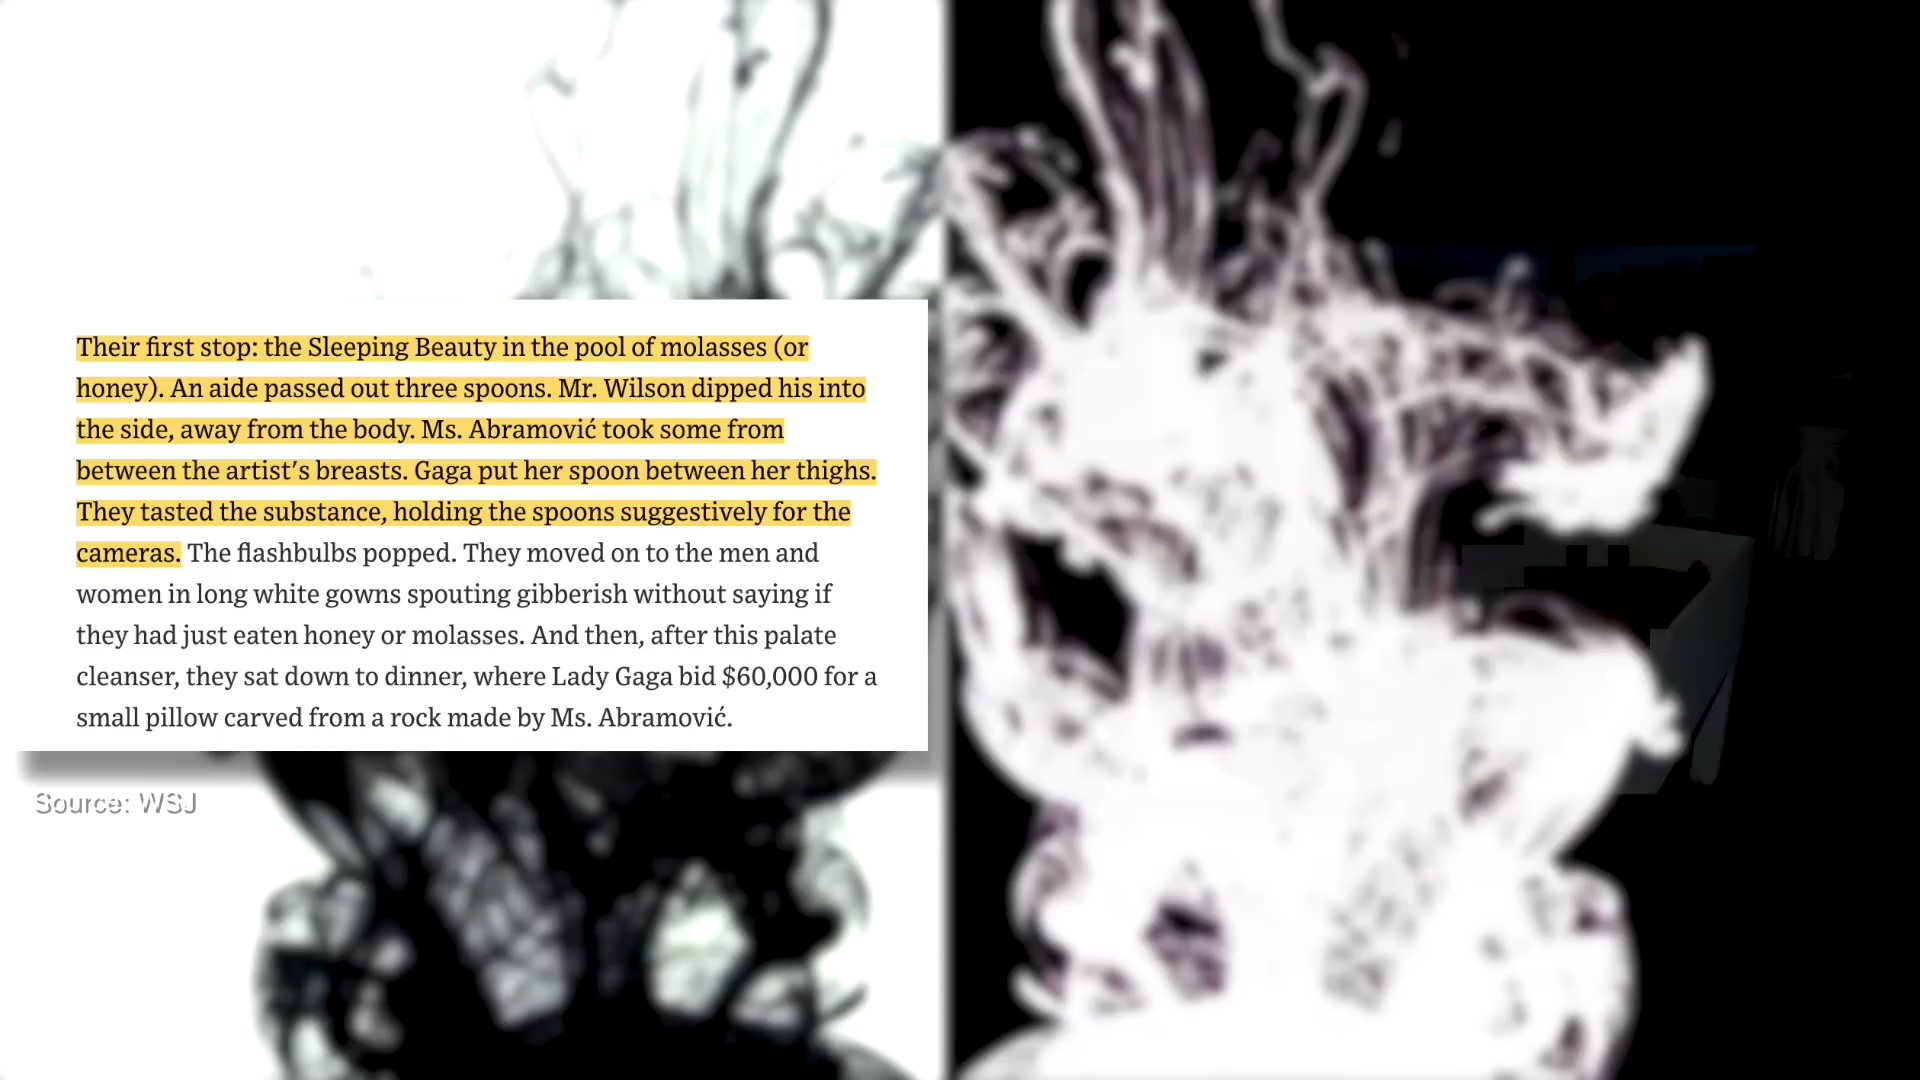 Their first stop: the Sleeping Beauty in the pool of molasses (or
honey). An aide passed out three spoons. Mr. Wilson dipped his into
the side, away from the body. Ms. Abramović took some from
between the artist's breasts. Gaga put her spoon between her thighs.
They tasted the substance, holding the spoons suggestively for the
cameras. The flashbulbs popped. They moved on to the men and
women in long white gowns spouting gibberish without saying if
they had just eaten honey or molasses. And then, after this palate
cleanser, they sat down to dinner, where Lady Gaga bid $60,000 for a
small pillow carved from a rock made by Ms. Abramović.
Source: WSJ